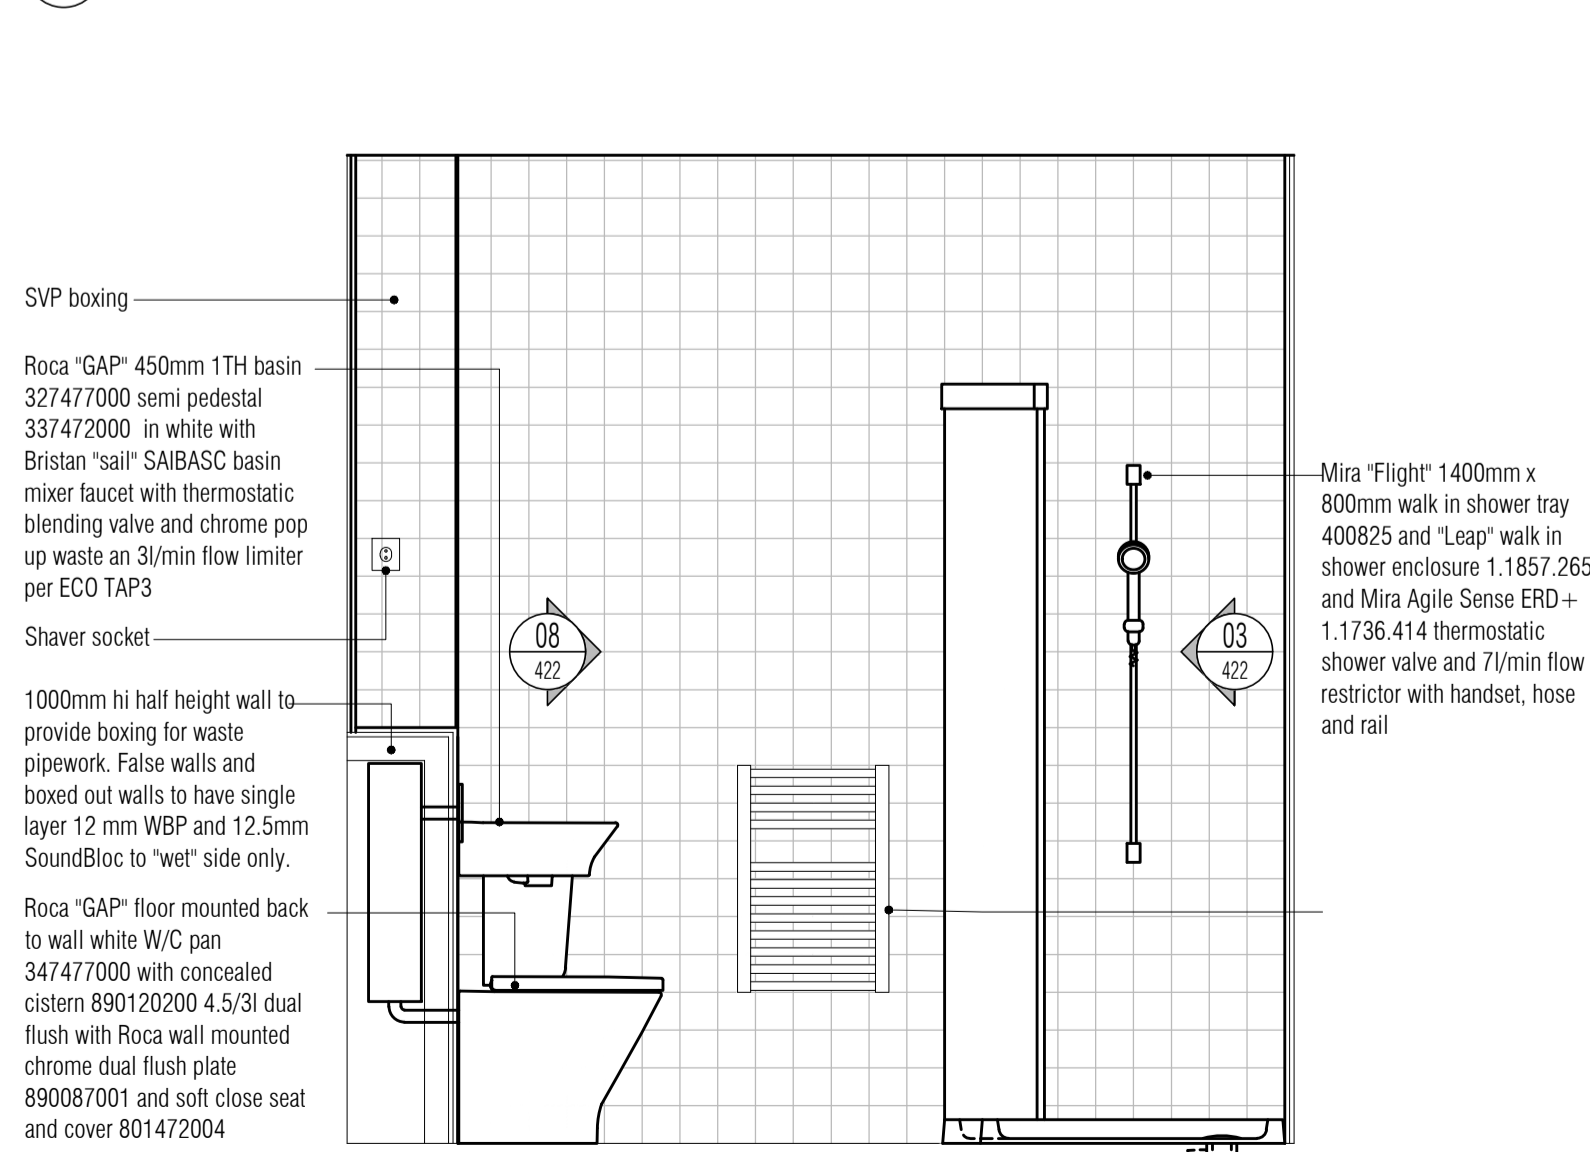 SVP boxing
Roca "GAP" 450mm 1TH basin
327477000 semi pedestal
337472000  in white with
Bristan "sail" SAIBASC basin
mixer faucet with thermostatic
blending valve and chrome pop
up waste an 3l/min flow limiter
per ECO TAP3
Shaver socket
1000mm hi half height wall to
provide boxing for waste
pipework. False walls and
boxed out walls to have single
layer 12 mm WBP and 12.5mm
SoundBloc to "wet" side only.
Roca "GAP" floor mounted back
to wall white W/C pan
347477000 with concealed
cistern 890120200 4.5/3l dual
flush with Roca wall mounted
chrome dual flush plate
890087001 and soft close seat
and cover 801472004
08
422
03
422
Mira "Flight" 1400mm x
800mm walk in shower tray
400825 and "Leap" walk in
shower enclosure 1.1857.265
and Mira Agile Sense ERD+
1.1736.414 thermostatic
shower valve and 7l/min flow
restrictor with handset, hose
and rail